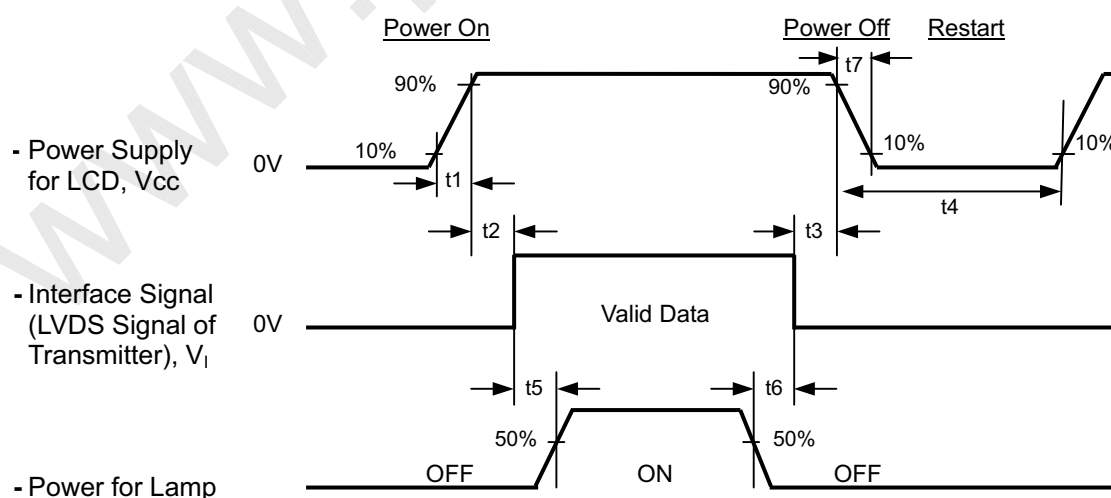 Power On
Power Off
Restart
t7
90%
90%
- Power Supply
for LCD, Vcc
0V
10%
10%
10%
t1
t4
t2
t3
- Interface Signal
(LVDS Signal of
Transmitter), VI
0V
Valid Data
t5
t6
50%
50%
- Power for Lamp
OFF
ON
OFF